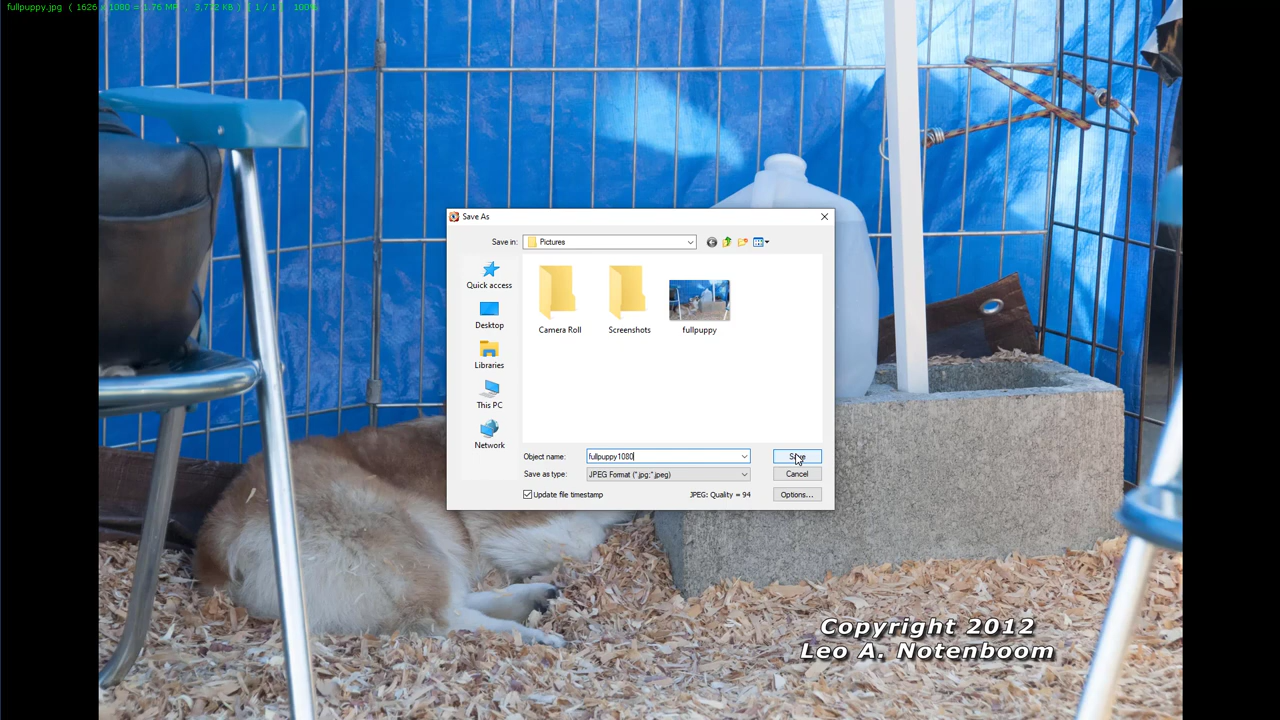 fullpuppy.jpg ( 1626 x 1080 = 1.76 MP , 3,772 KB ) [ 1 / 1 ] 100%
Save As
Save in: Pictures
Quick access
Desktop
Libraries
This PC
Network
Camera Roll
Screenshots
fullpuppy
Object name: fullpuppy1080 Save
Save as type: JPEG Format (*.jpg;*.jpeg) Cancel
Update file timestamp JPEG: Quality = 94 Options...
Copyright 2012
Leo A. Notenboom